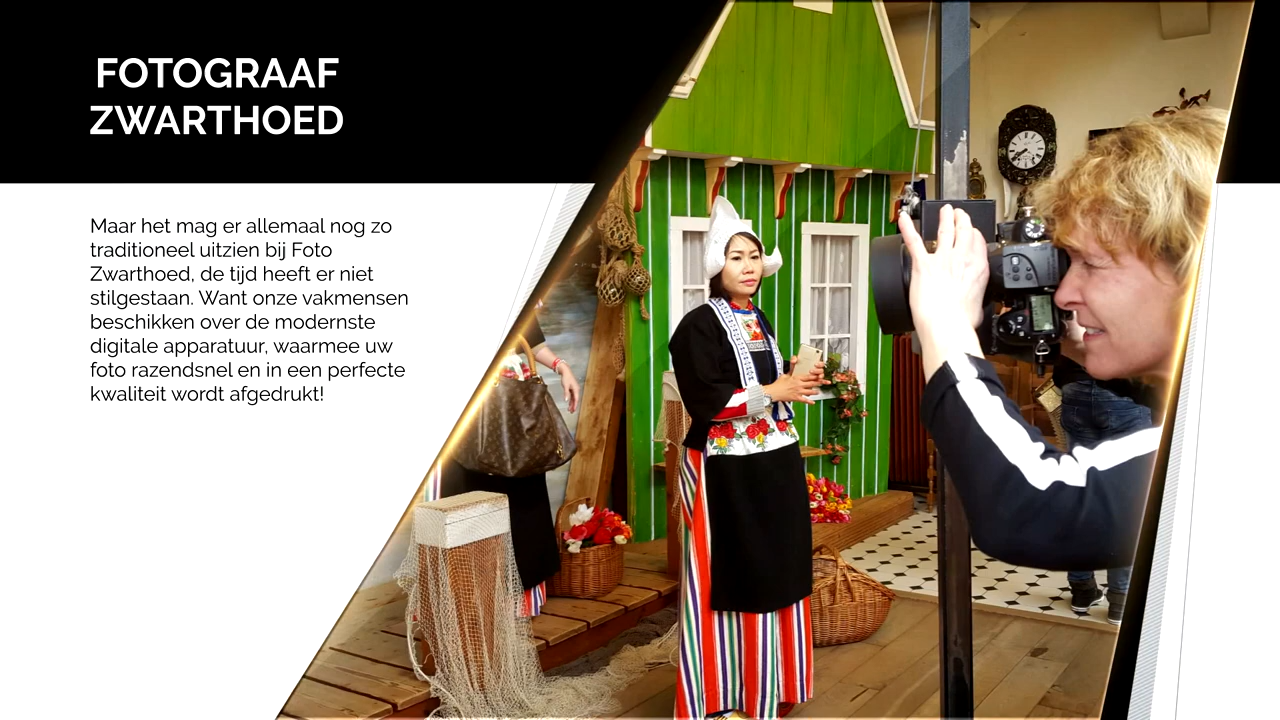 FOTOGRAAF
ZWARTHOED
Maar het mag er allemaal nog zo
traditioneel uitzien bij Foto
Zwarthoed, de tijd heeft er niet
stilgestaan. Want onze vakmensen
beschikken over de modernste
digitale apparatuur, waarmee uw
foto razendsnel en in een perfecte
kwaliteit wordt afgedrukt!